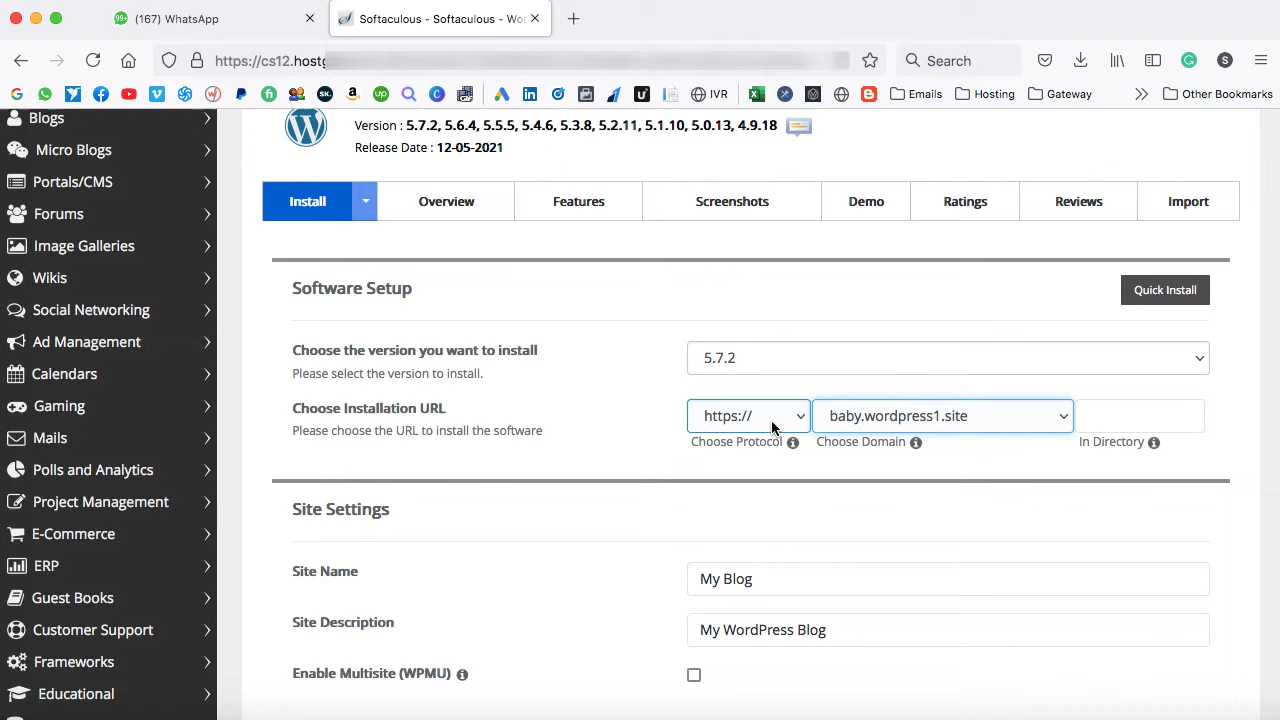 (167) WhatsApp
Softaculous - Softaculous - Wor
https://cs12.hostg
Search
IVR
Emails
Hosting
Gateway
Other Bookmarks
Blogs
Micro Blogs
Portals/CMS
Forums
Image Galleries
Wikis
Social Networking
Ad Management
Calendars
Gaming
Mails
Polls and Analytics
Project Management
E-Commerce
ERP
Guest Books
Customer Support
Frameworks
Educational
Version : 5.7.2, 5.6.4, 5.5.5, 5.4.6, 5.3.8, 5.2.11, 5.1.10, 5.0.13, 4.9.18
Release Date : 12-05-2021
Install
Overview
Features
Screenshots
Demo
Ratings
Reviews
Import
Software Setup
Quick Install
Choose the version you want to install
Please select the version to install.
5.7.2
Choose Installation URL
Please choose the URL to install the software
https://
baby.wordpress1.site
Choose Protocol
Choose Domain
In Directory
Site Settings
Site Name
My Blog
Site Description
My WordPress Blog
Enable Multisite (WPMU)